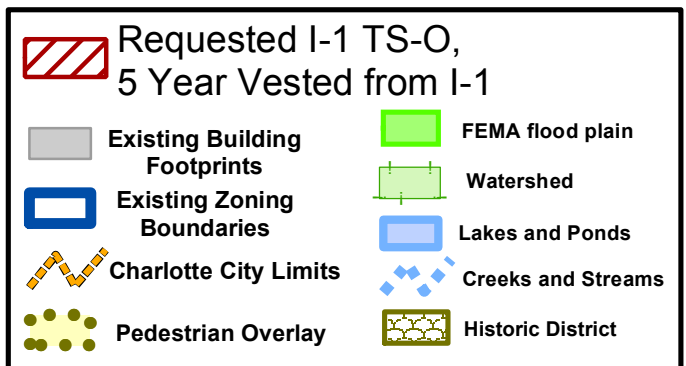 Requested I-1 TS-O,
5 Year Vested from I-1
Existing Building
Footprints
Existing Zoning
Boundaries
Charlotte City Limits
Pedestrian Overlay
FEMA flood plain
Watershed
Lakes and Ponds
Creeks and Streams
Historic District